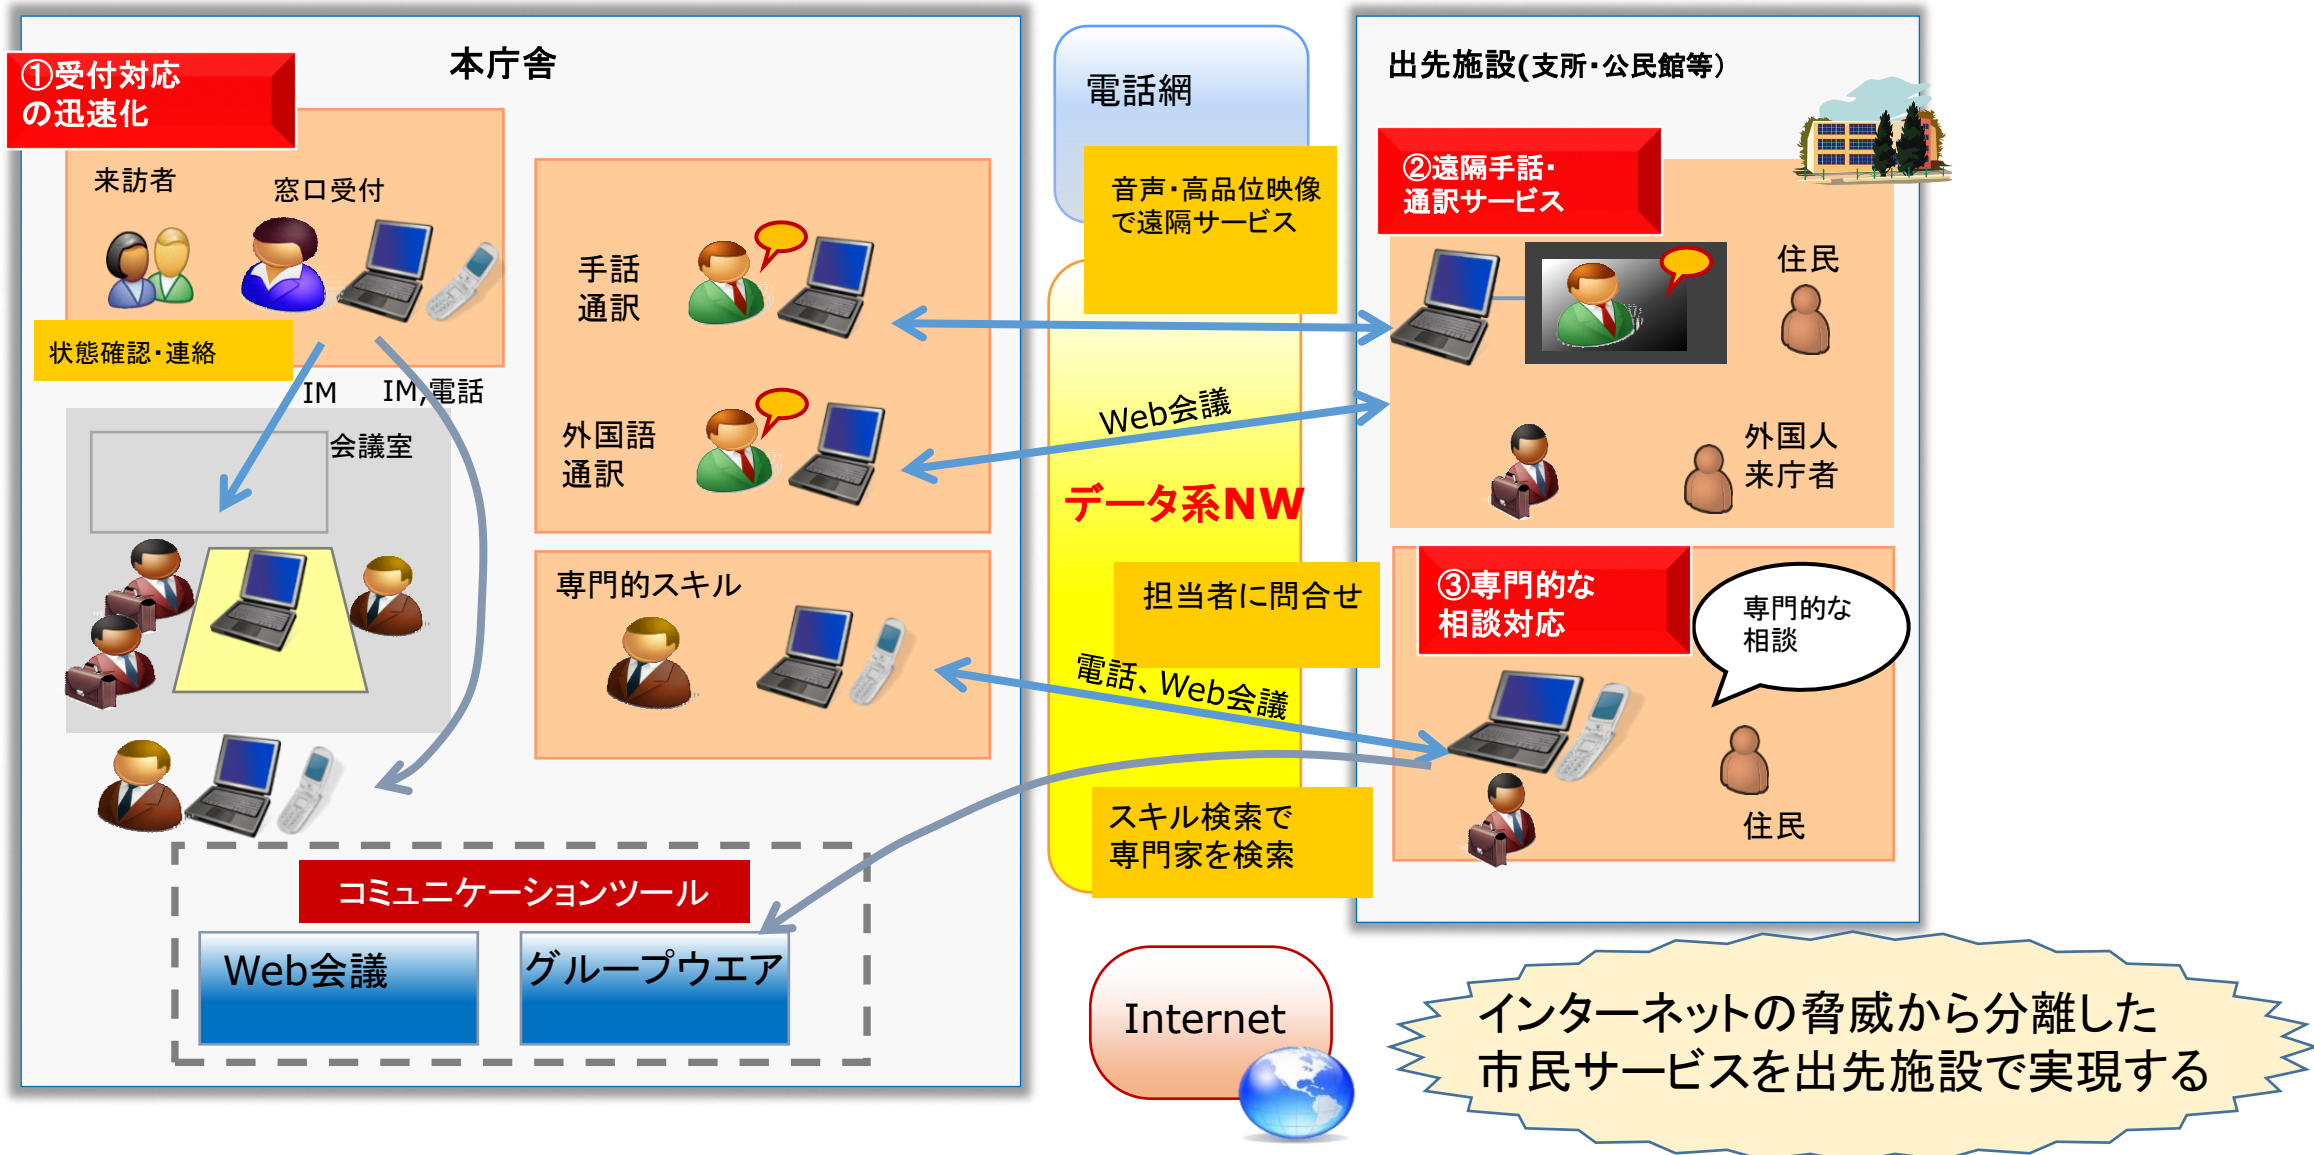 本庁舎
①受付対応
の迅速化
来訪者
窓口受付
状態確認・連絡
IM
IM,電話
会議室
手話
通訳
外国語
通訳
専門的スキル
コミュニケーションツール
Web会議
グループウエア
電話網
音声・高品位映像
で遠隔サービス
Web会議
データ系NW
担当者に問合せ
電話、Web会議
スキル検索で
専門家を検索
Internet
出先施設(支所・公民館等)
②遠隔手話・
通訳サービス
住民
外国人
来庁者
③専門的な
相談対応
専門的な
相談
住民
インターネットの脅威から分離した
市民サービスを出先施設で実現する